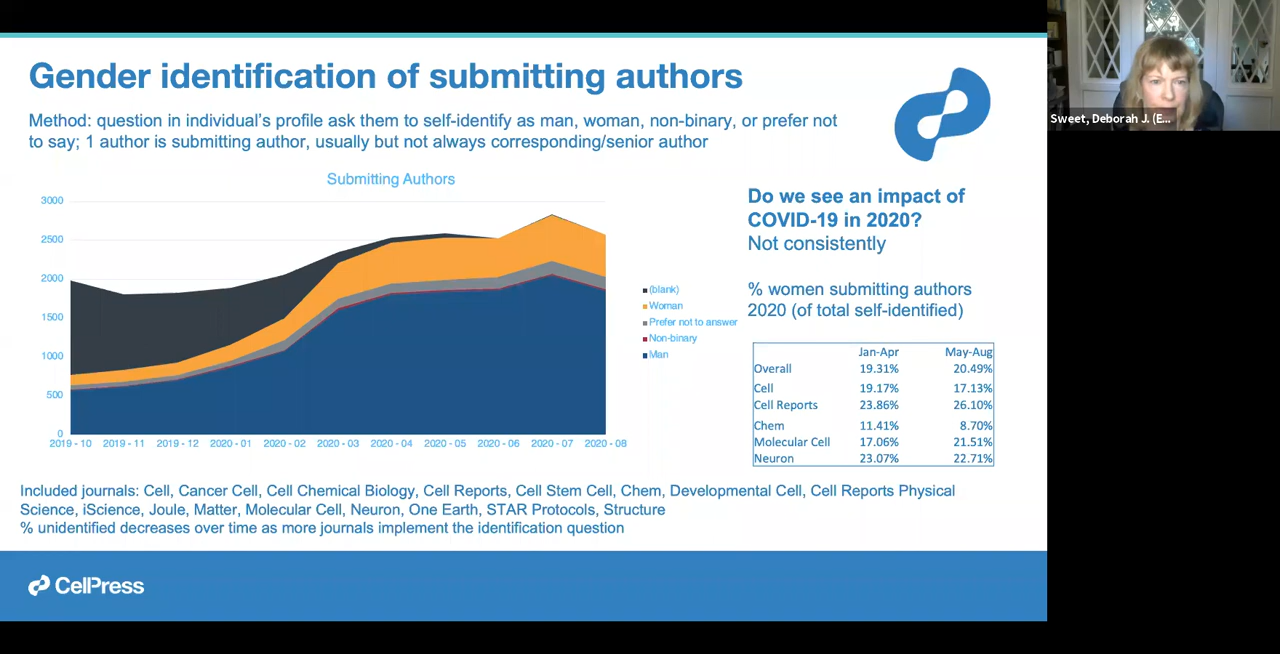 Gender identification of submitting authors
Method: question in individual's profile ask them to self-identify as man, woman, non-binary, or prefer not
to say; 1 author is submitting author, usually but not always corresponding/senior author
Submitting Authors
3000
2500
2000
1500
1000
500
0
2019 - 10 2019 - 11 2019 - 12 2020 - 01 2020 - 02 2020 - 03 2020 - 04 2020 - 05 2020 - 06 2020 - 07 2020 - 08
(blank)
Woman
Prefer not to answer
Non-binary
Man
Do we see an impact of
COVID-19 in 2020?
Not consistently
% women submitting authors
2020 (of total self-identified)
Jan-Apr May-Aug
Overall 19.31% 20.49%
Cell 19.17% 17.13%
Cell Reports 23.86% 26.10%
Chem 11.41% 8.70%
Molecular Cell 17.06% 21.51%
Neuron 23.07% 22.71%
Included journals: Cell, Cancer Cell, Cell Chemical Biology, Cell Reports, Cell Stem Cell, Chem, Developmental Cell, Cell Reports Physical
Science, iScience, Joule, Matter, Molecular Cell, Neuron, One Earth, STAR Protocols, Structure
% unidentified decreases over time as more journals implement the identification question
CellPress
Sweet, Deborah J. (E...